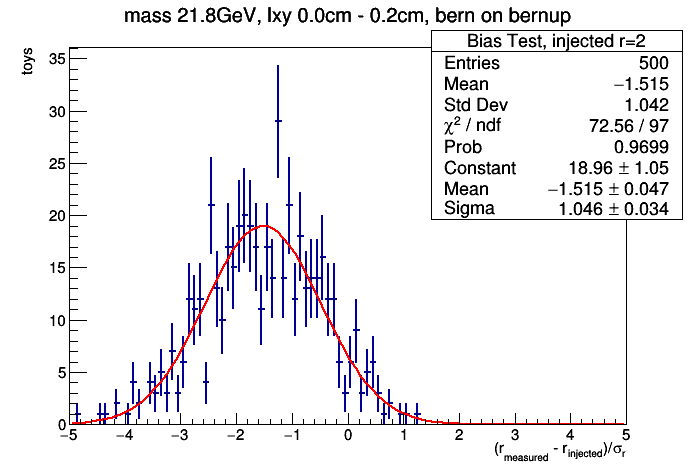 mass 21.8GeV, lxy 0.0cm - 0.2cm, bern on bernup
Bias Test, injected r=2
Entries 500
Mean −1.515
Std Dev 1.042
χ² / ndf 72.56 / 97
Prob 0.9699
Constant 18.96 ± 1.05
Mean −1.515 ± 0.047
Sigma 1.046 ± 0.034
toys
35
30
25
20
15
10
5
0
−5 −4 −3 −2 −1 0 1 2 3 4 5
(r_measured - r_injected)/σ_r